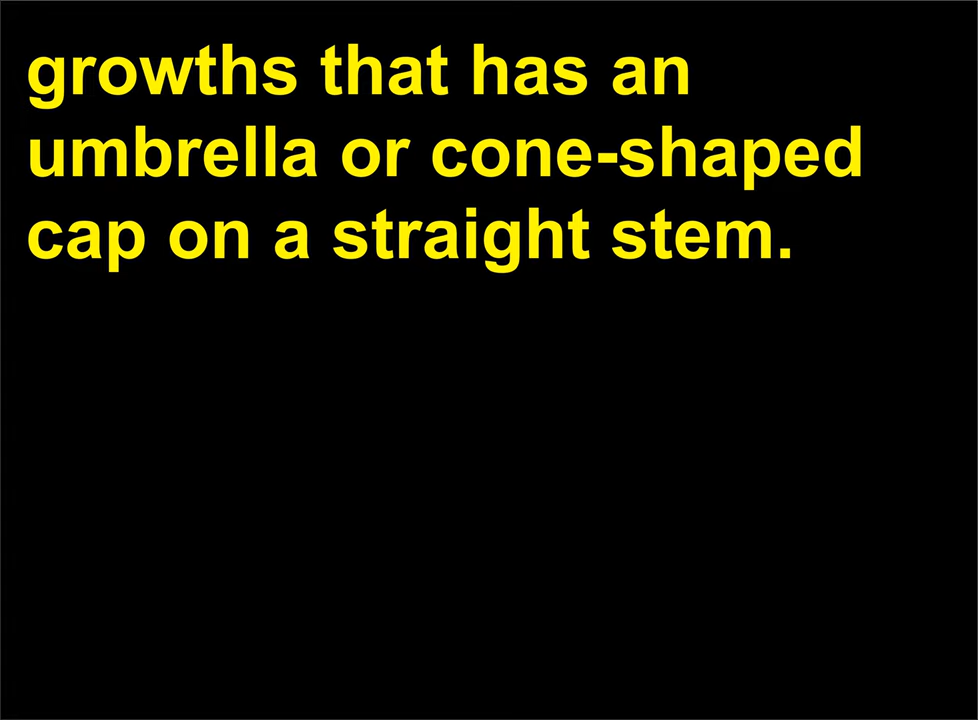 growths that has an
umbrella or cone-shaped
cap on a straight stem.